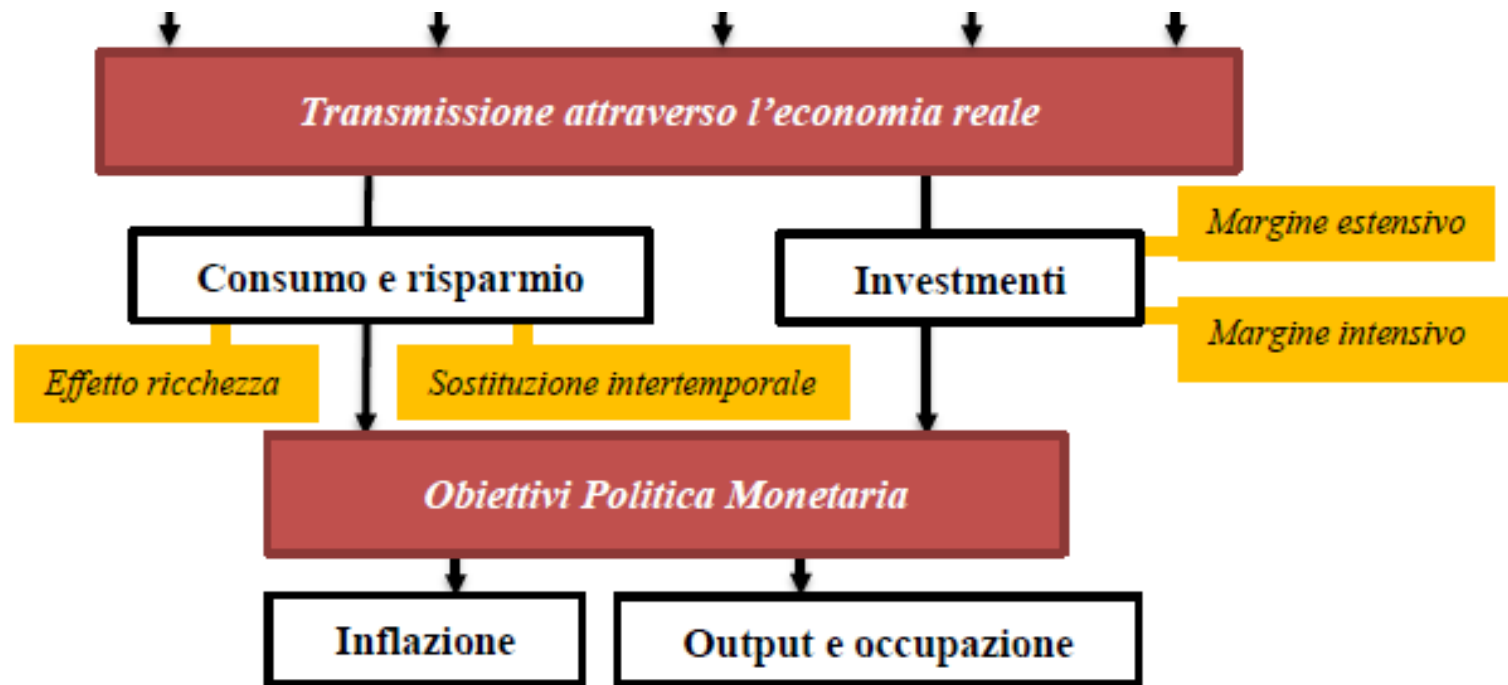 Transmissione attraverso l'economia reale
Margine estensivo
Consumo e risparmio
Investmenti
Margine intensivo
Effetto ricchezza
Sostituzione intertemporale
Obiettivi Politica Monetaria
Inflazione
Output e occupazione